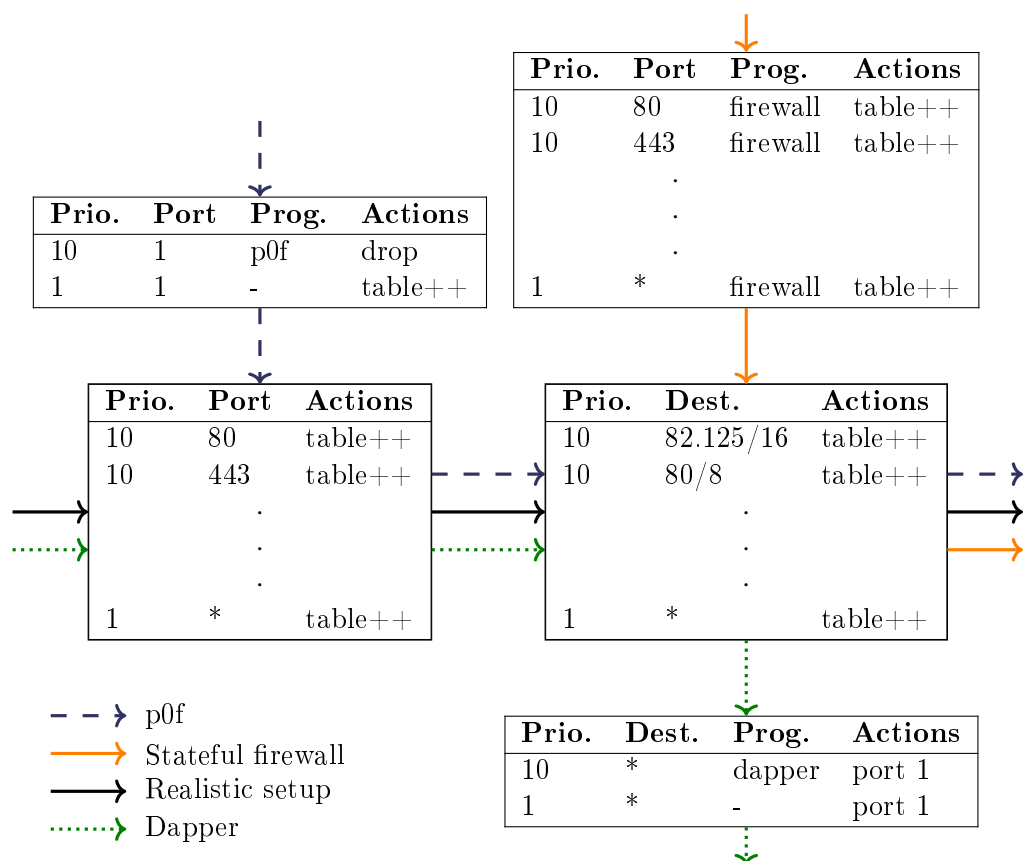 Prio. Port Prog. Actions
10 80 firewall table++
10 443 firewall table++
.
.
.
1 * firewall table++
Prio. Port Prog. Actions
10 1 p0f drop
1 1 - table++
Prio. Port Actions
10 80 table++
10 443 table++
.
.
.
1 * table++
Prio. Dest. Actions
10 82.125/16 table++
10 80/8 table++
.
.
.
1 * table++
p0f
Stateful firewall
Realistic setup
Dapper
Prio. Dest. Prog. Actions
10 * dapper port 1
1 * - port 1